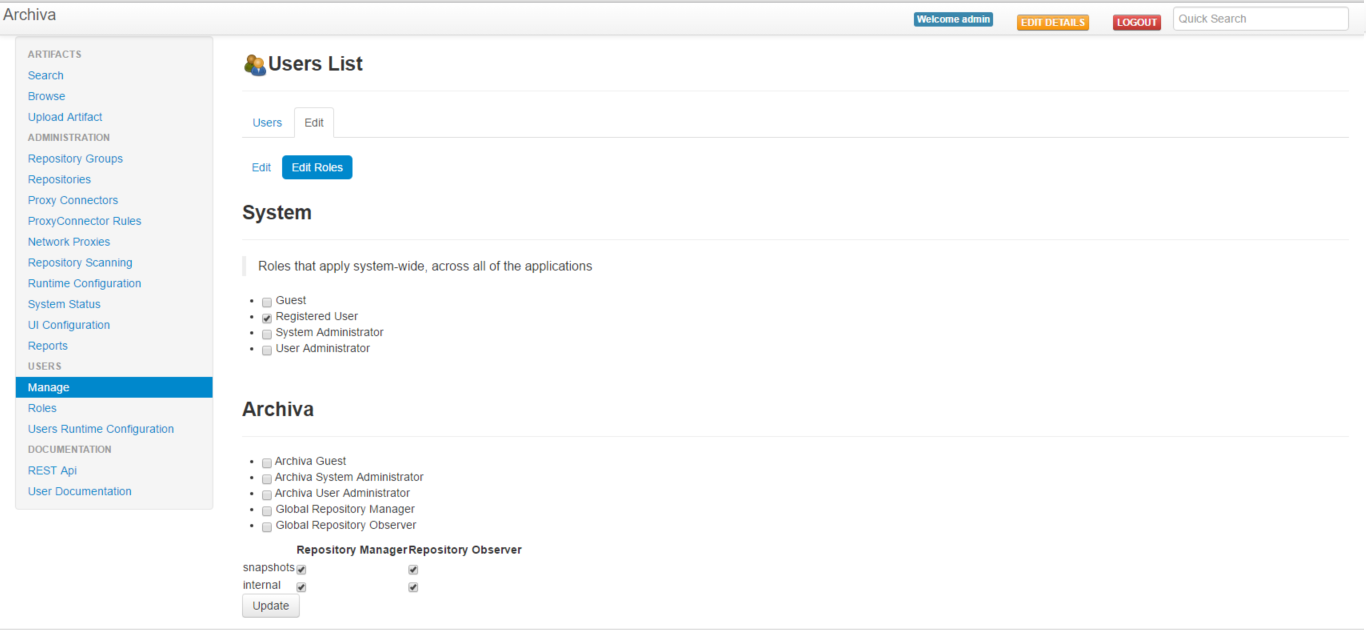 Archiva
Welcome admin
EDIT DETAILS
LOGOUT
Quick Search
ARTIFACTS
Search
Browse
Upload Artifact
ADMINISTRATION
Repository Groups
Repositories
Proxy Connectors
ProxyConnector Rules
Network Proxies
Repository Scanning
Runtime Configuration
System Status
UI Configuration
Reports
USERS
Manage
Roles
Users Runtime Configuration
DOCUMENTATION
REST Api
User Documentation
Users List
Users Edit
Edit Edit Roles
System
Roles that apply system-wide, across all of the applications
Guest
Registered User
System Administrator
User Administrator
Archiva
Archiva Guest
Archiva System Administrator
Archiva User Administrator
Global Repository Manager
Global Repository Observer
Repository Manager Repository Observer
snapshots
internal
Update